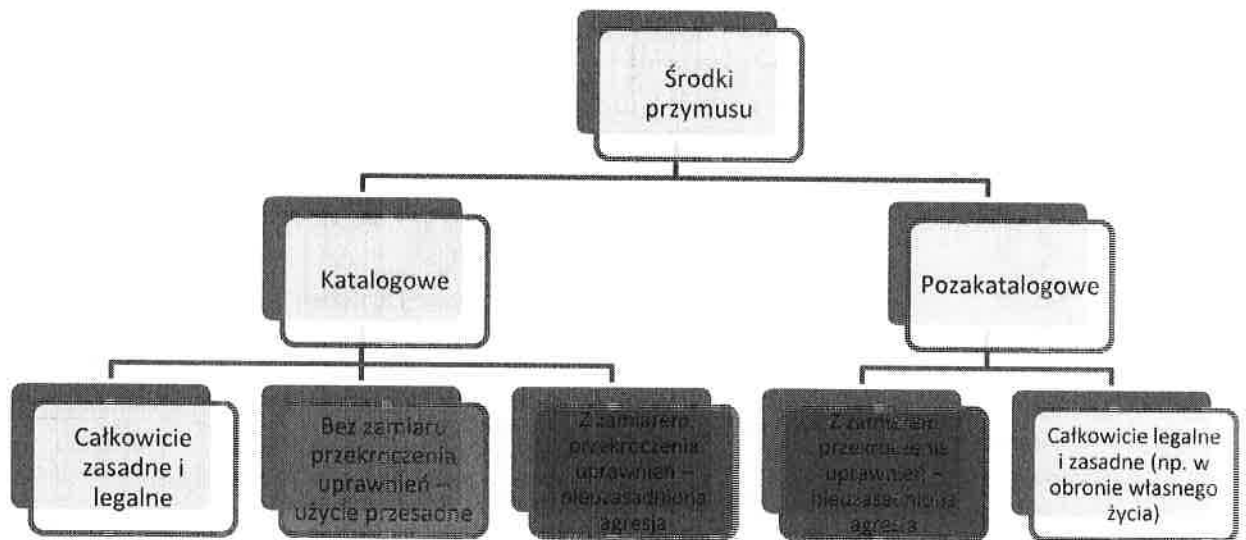 Środki
przymusu
Katalogowe
Pozakatalogowe
Całkowicie
zasadne i
legalne
Bez zamiaru
przekroczenia
uprawnień –
użycie przesadne
Z zamiarem
przekroczenia
uprawnień –
nieuzasadniona
agresja
Z zamiarem
przekroczenia
uprawnień –
nieuzasadniona
agresja
Całkowicie legalne
i zasadne (np. w
obronie własnego
życia)